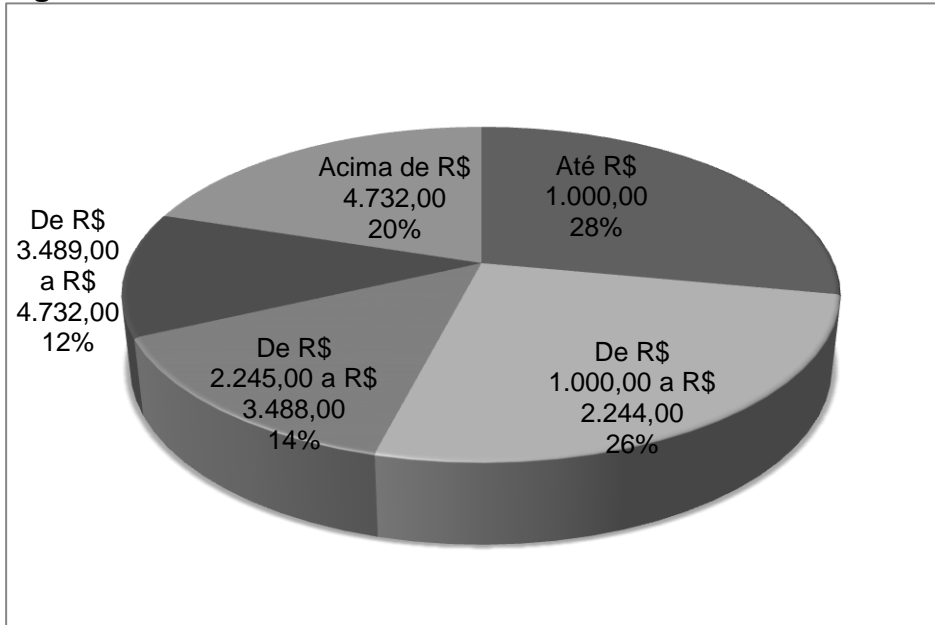 Acima de R$
4.732,00
20%
Até R$
1.000,00
28%
De R$
3.489,00
a R$
4.732,00
12%
De R$
2.245,00 a R$
3.488,00
14%
De R$
1.000,00 a R$
2.244,00
26%